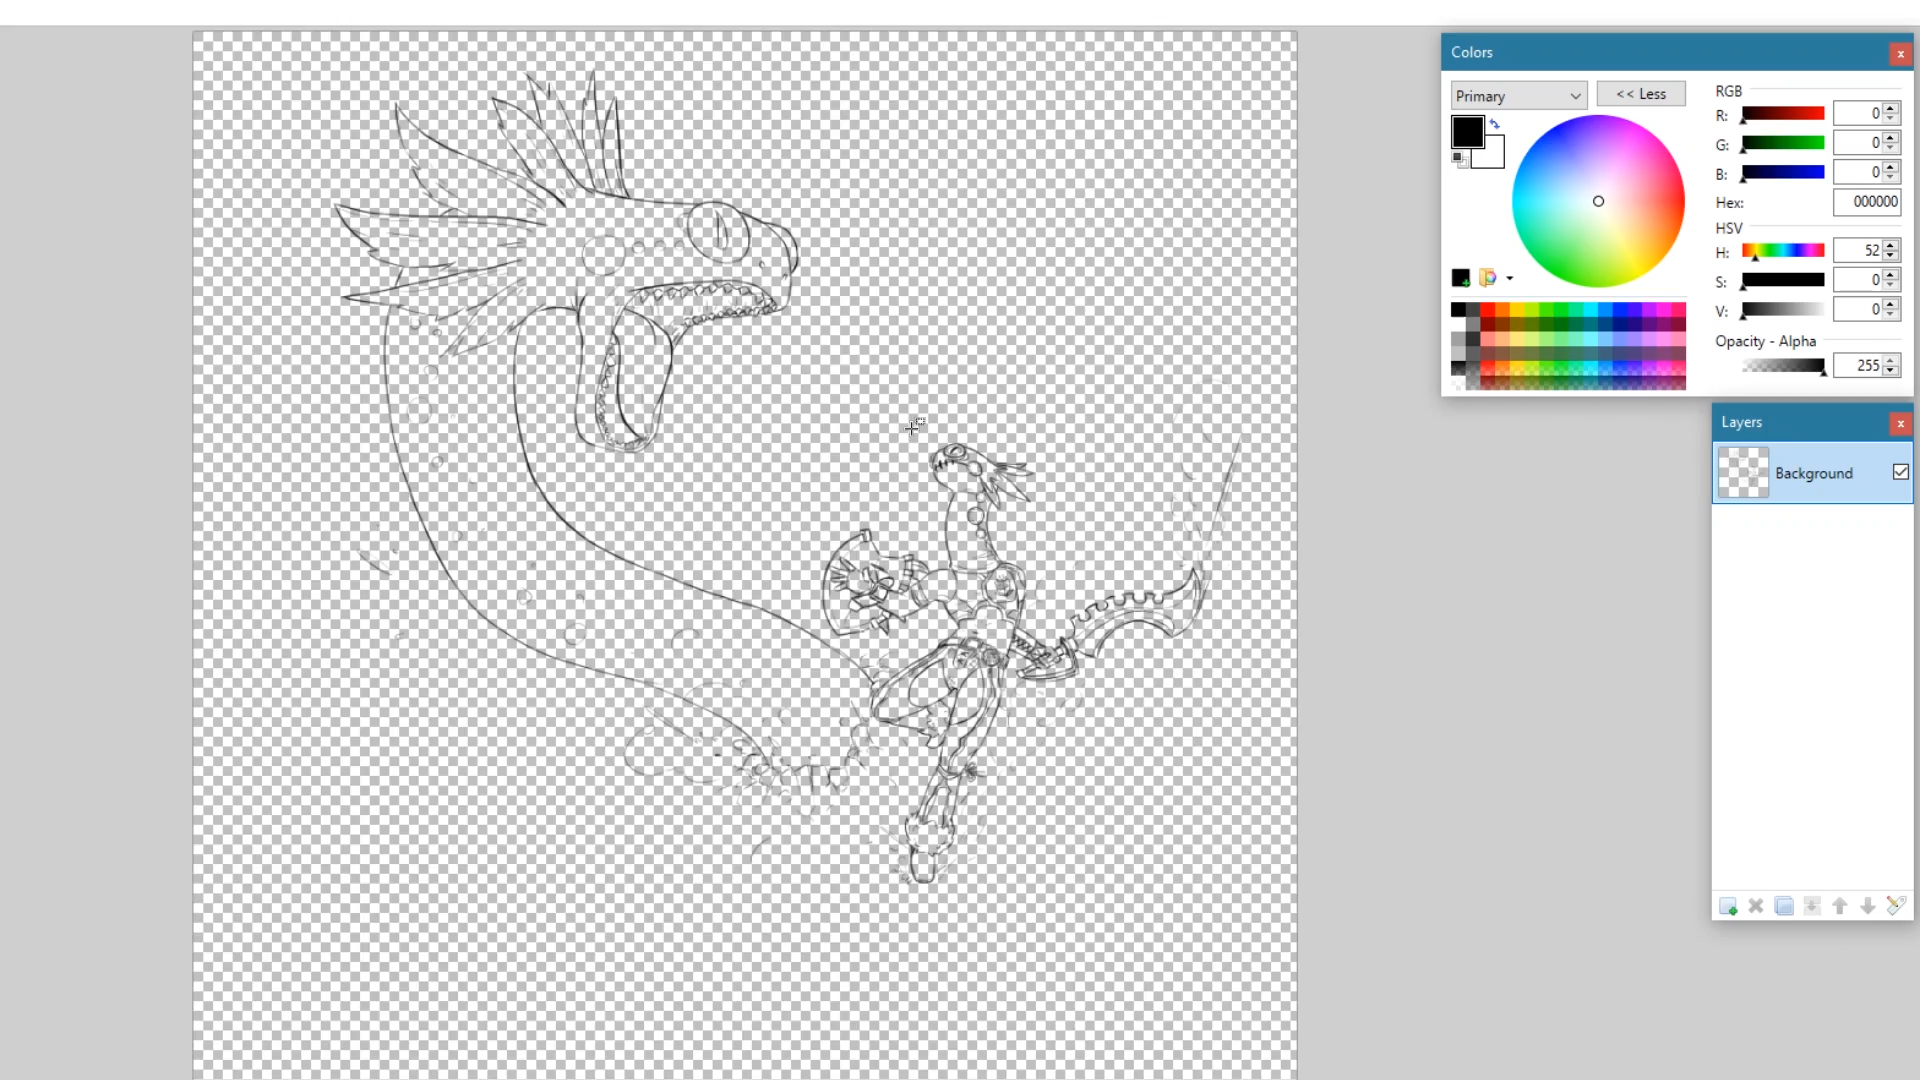 Colors x
Primary << Less RGB
R: 0
G: 0
B: 0
Hex: 000000
HSV
H: 52
S: 0
V: 0
Opacity - Alpha
255
Layers x
Background